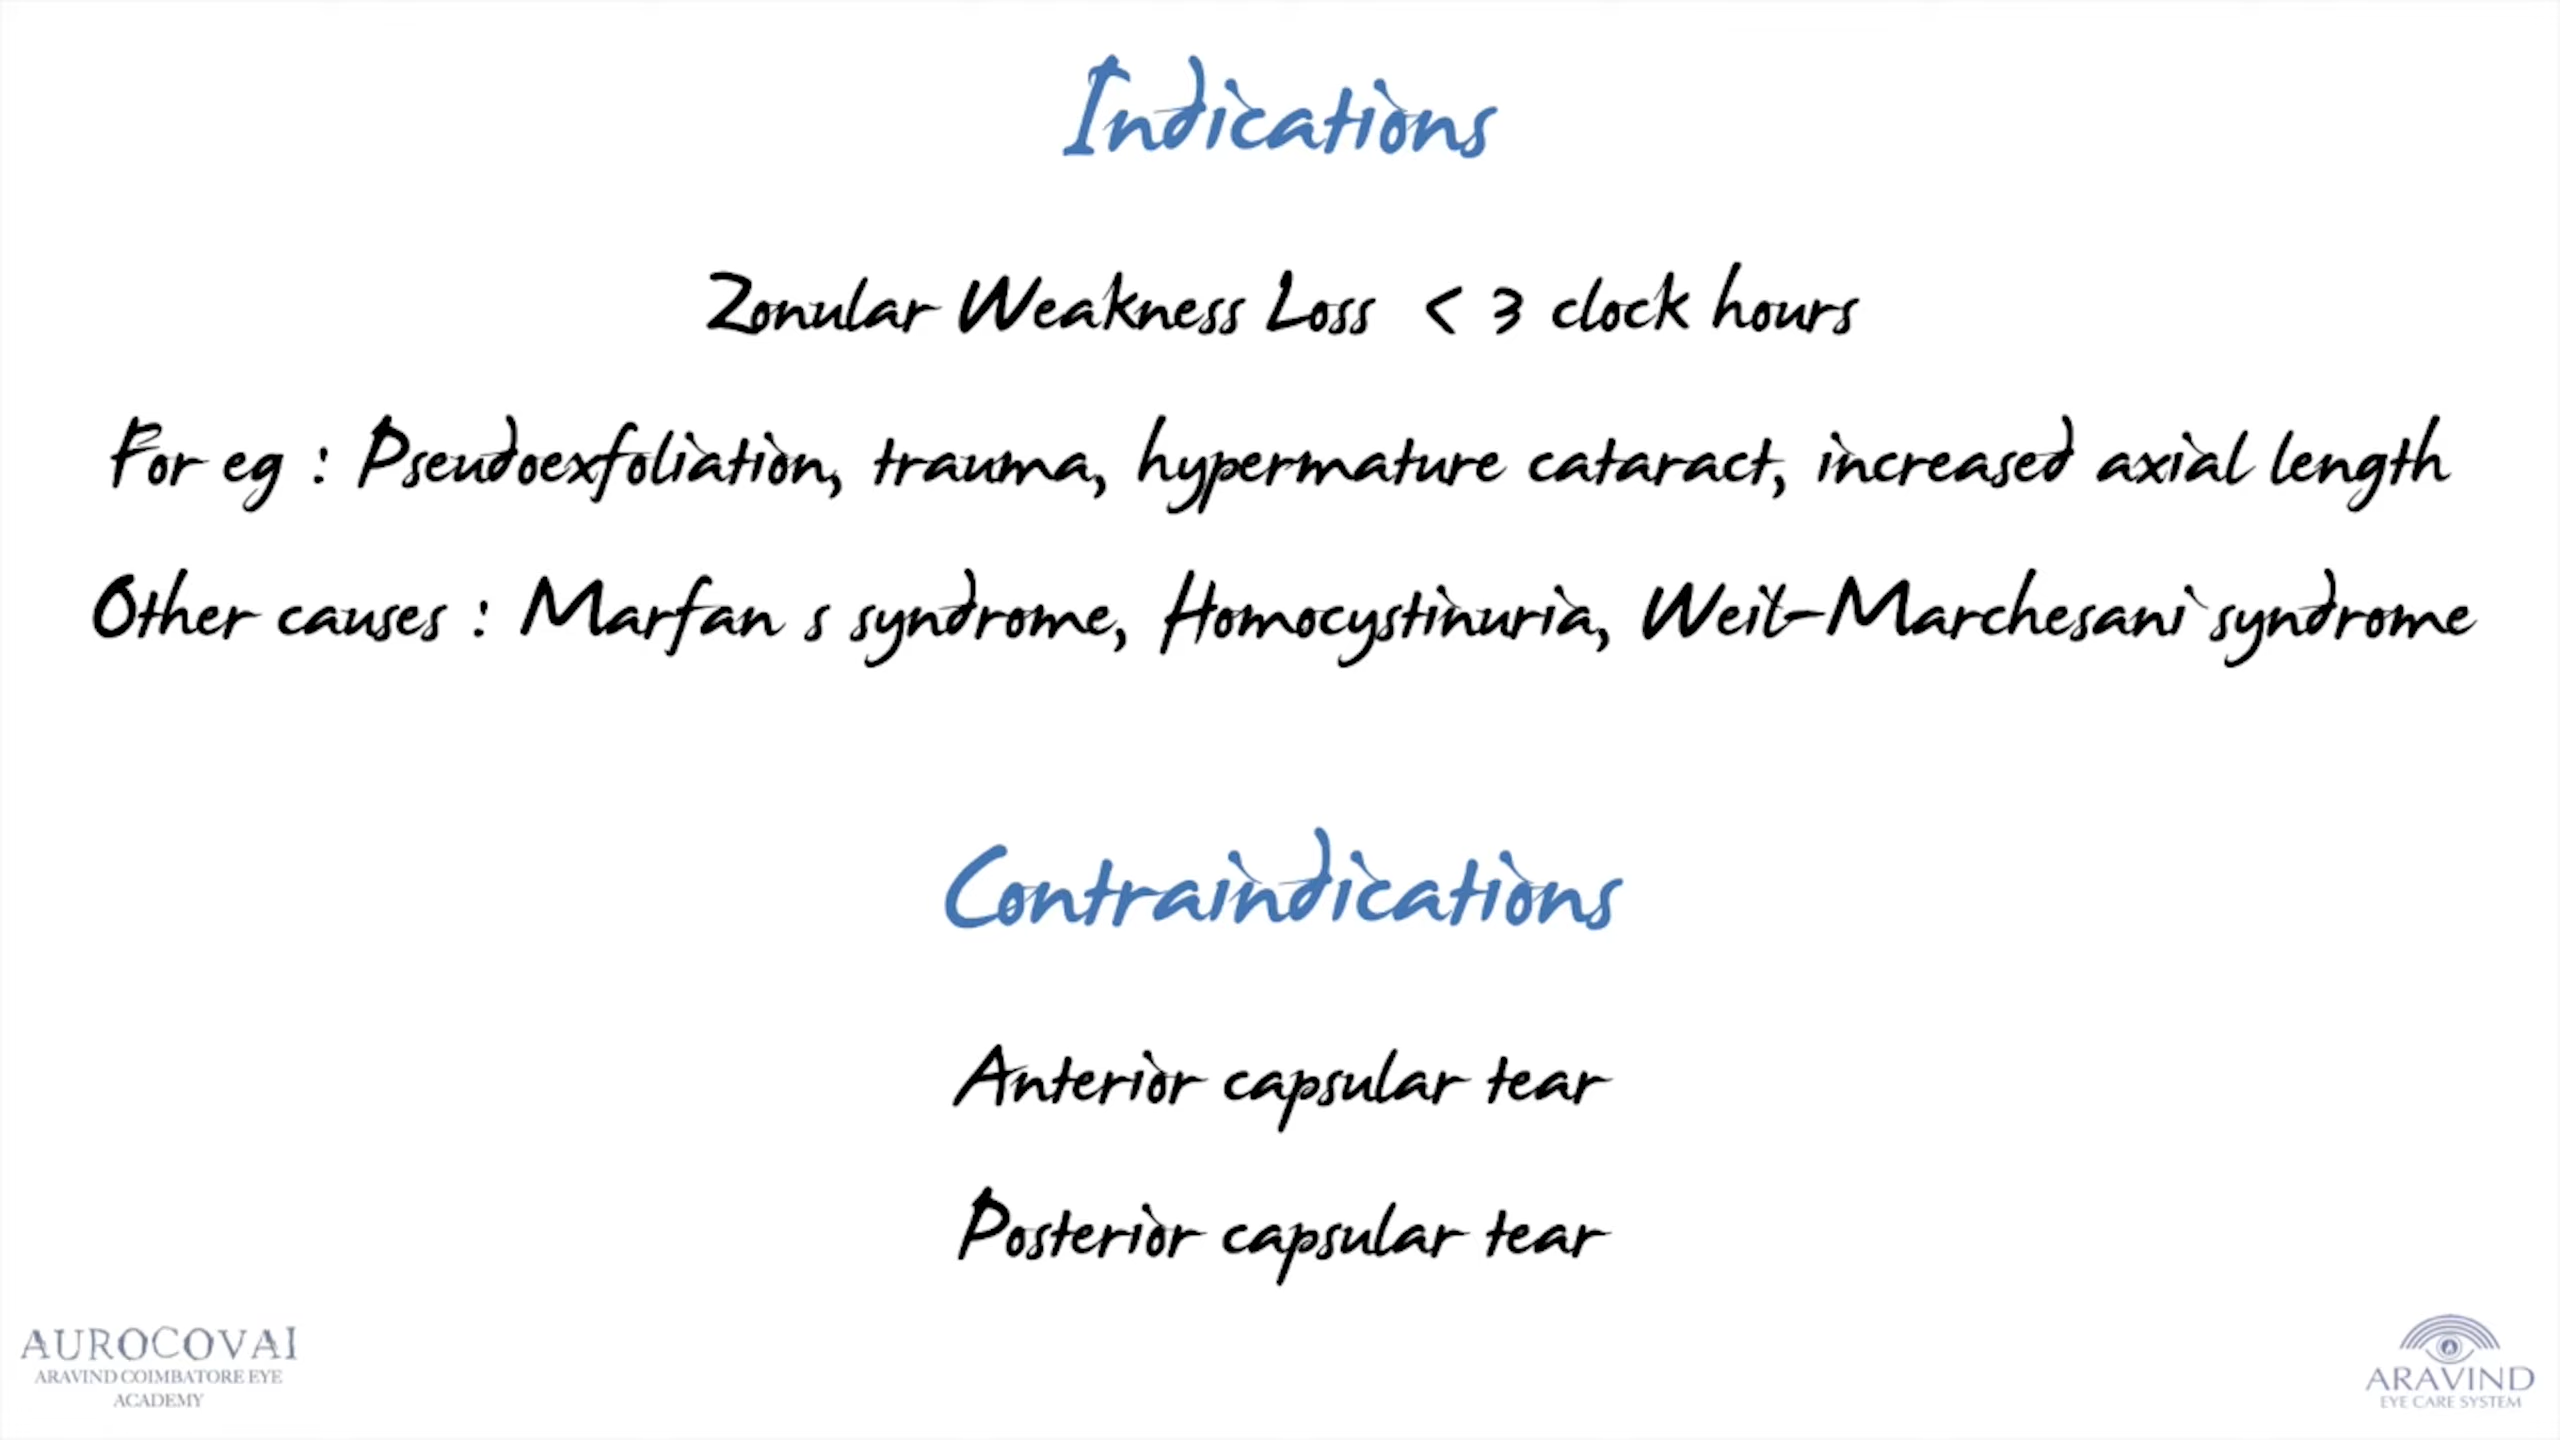 Indications
Zonular Weakness Loss < 3 clock hours
For eg : Pseudoexfoliation, trauma, hypermature cataract, increased axial length
Other causes : Marfan s syndrome, Homocystinuria, Weil-Marchesani`syndrome
Contraindications
Anterior capsular tear
Posterior capsular tear
AUROCOVAI
ARAVIND COIMBATORE EYE
ACADEMY
ARAVIND
EYE CARE SYSTEM